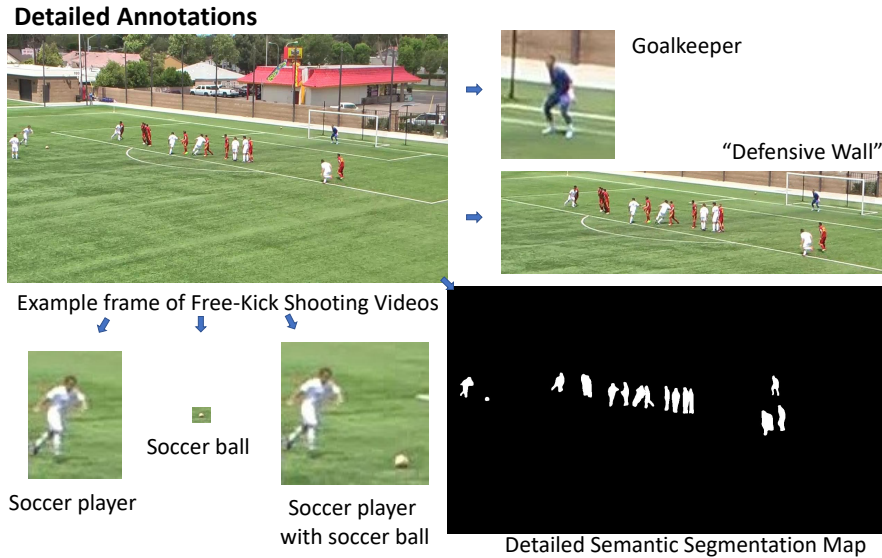 Detailed Annotations
Goalkeeper
“Defensive Wall”
Example frame of Free-Kick Shooting Videos
Soccer ball
Soccer player
Soccer player
with soccer ball
Detailed Semantic Segmentation Map